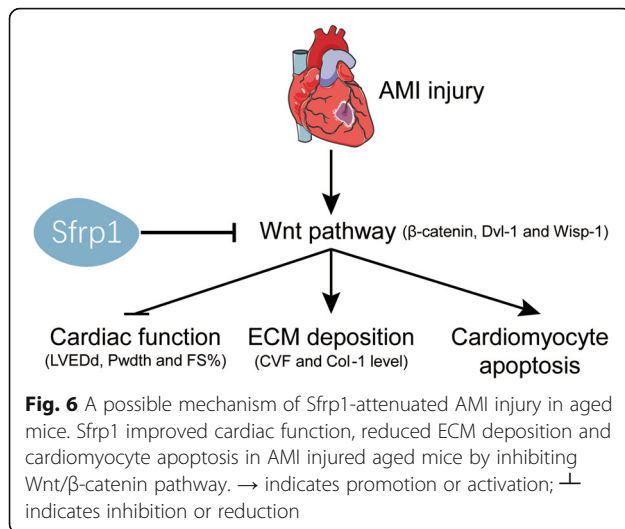 AMI injury
Sfrp1
Wnt pathway (β-catenin, Dvl-1 and Wisp-1)
Cardiac function
(LVEDd, Pwdth and FS%)
ECM deposition
(CVF and Col-1 level)
Cardiomyocyte
apoptosis
Fig. 6 A possible mechanism of Sfrp1-attenuated AMI injury in aged
mice. Sfrp1 improved cardiac function, reduced ECM deposition and
cardiomyocyte apoptosis in AMI injured aged mice by inhibiting
Wnt/β-catenin pathway. → indicates promotion or activation; ┴
indicates inhibition or reduction